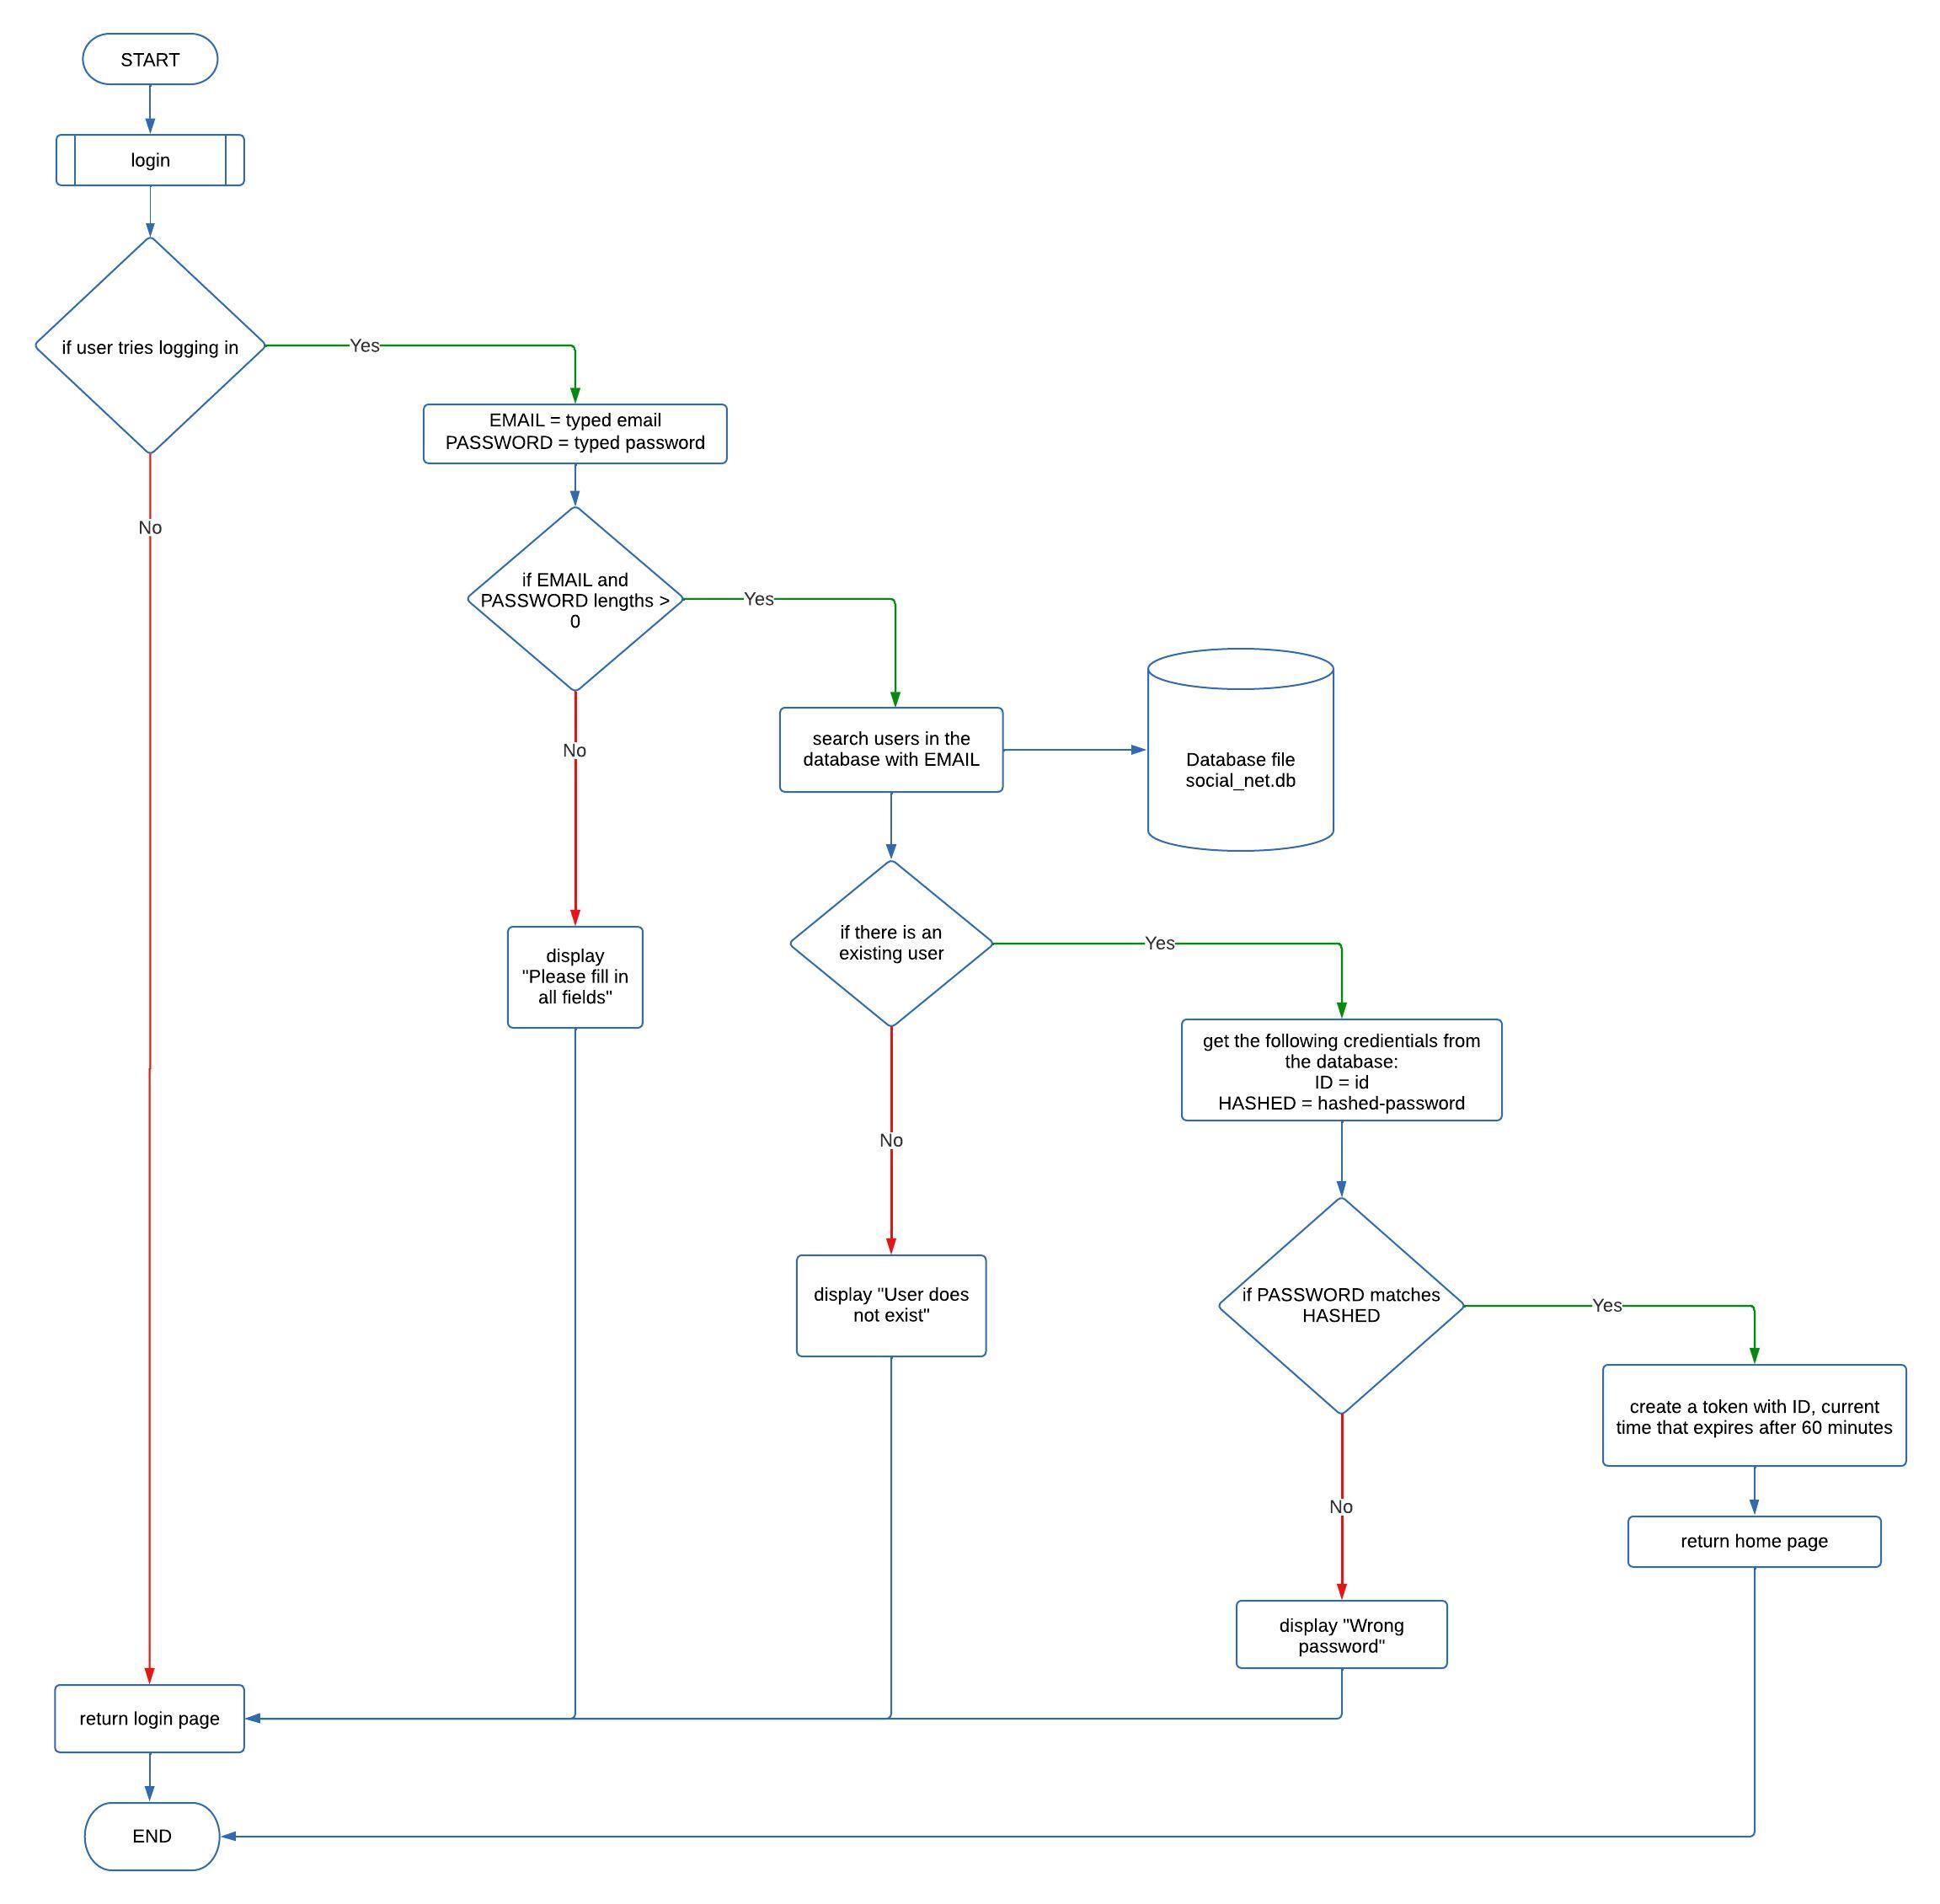 START
login
if user tries logging in
Yes
No
EMAIL = typed email
PASSWORD = typed password
if EMAIL and
PASSWORD lengths >
0
Yes
No
search users in the
database with EMAIL
Database file
social_net.db
display
"Please fill in
all fields"
if there is an
existing user
Yes
No
get the following credientials from
the database:
ID = id
HASHED = hashed-password
display "User does
not exist"
if PASSWORD matches
HASHED
Yes
No
create a token with ID, current
time that expires after 60 minutes
return home page
display "Wrong
password"
return login page
END